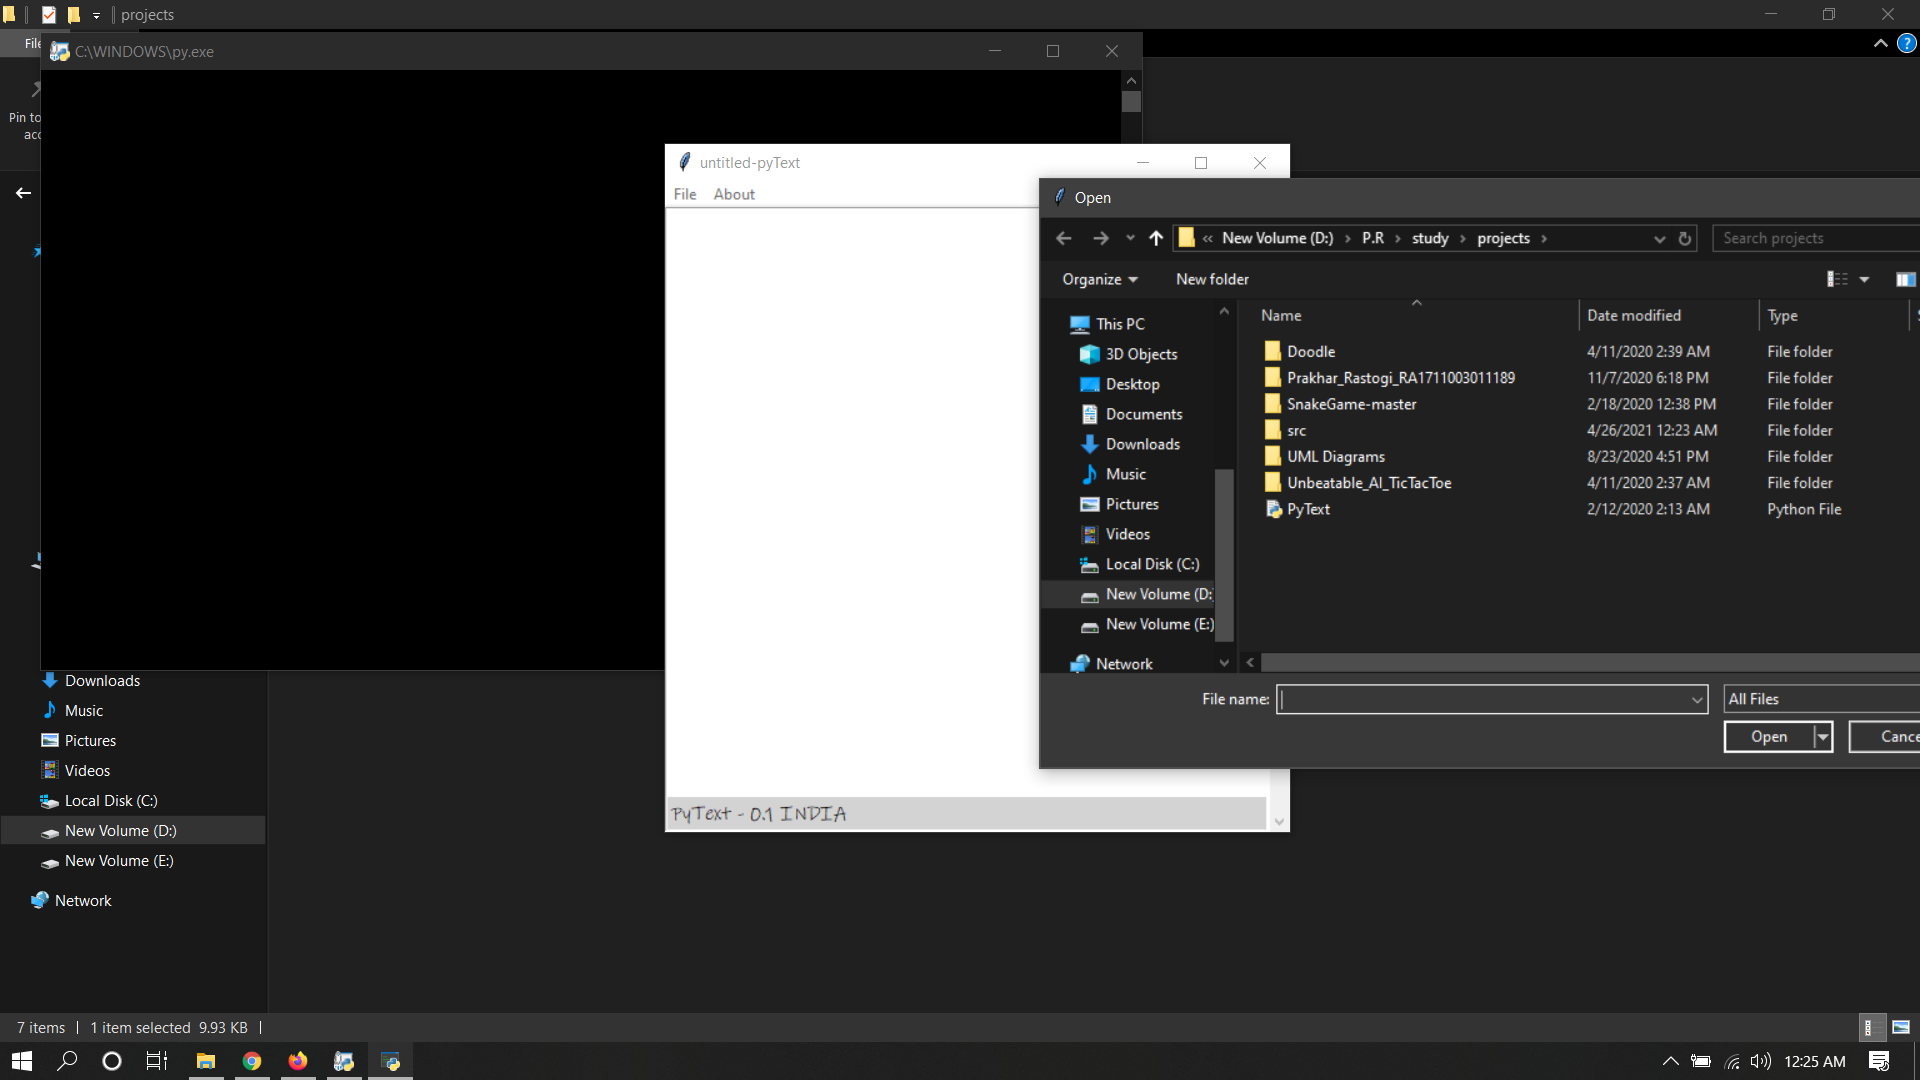 projects
File
C:\WINDOWS\py.exe
Pin to
untitled-pyText
File About
Open
« New Volume (D:) › P.R › study › projects ›
Search projects
Organize
New folder
This PC
3D Objects
Desktop
Documents
Downloads
Music
Pictures
Videos
Local Disk (C:)
New Volume (D:
New Volume (E:)
Network
Name Date modified Type
Doodle 4/11/2020 2:39 AM File folder
Prakhar_Rastogi_RA1711003011189 11/7/2020 6:18 PM File folder
SnakeGame-master 2/18/2020 12:38 PM File folder
src 4/26/2021 12:23 AM File folder
UML Diagrams 8/23/2020 4:51 PM File folder
Unbeatable_AI_TicTacToe 4/11/2020 2:37 AM File folder
PyText 2/12/2020 2:13 AM Python File
File name:
All Files
Open
Cance
PyText - 0.1 INDIA
Downloads
Music
Pictures
Videos
Local Disk (C:)
New Volume (D:)
New Volume (E:)
Network
7 items | 1 item selected 9.93 KB |
12:25 AM